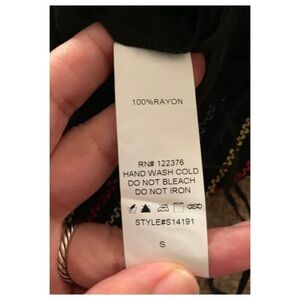 100%RAYON
RN# 122376
HAND WASH COLD
DO NOT BLEACH
DO NOT IRON
STYLE#S14191
S